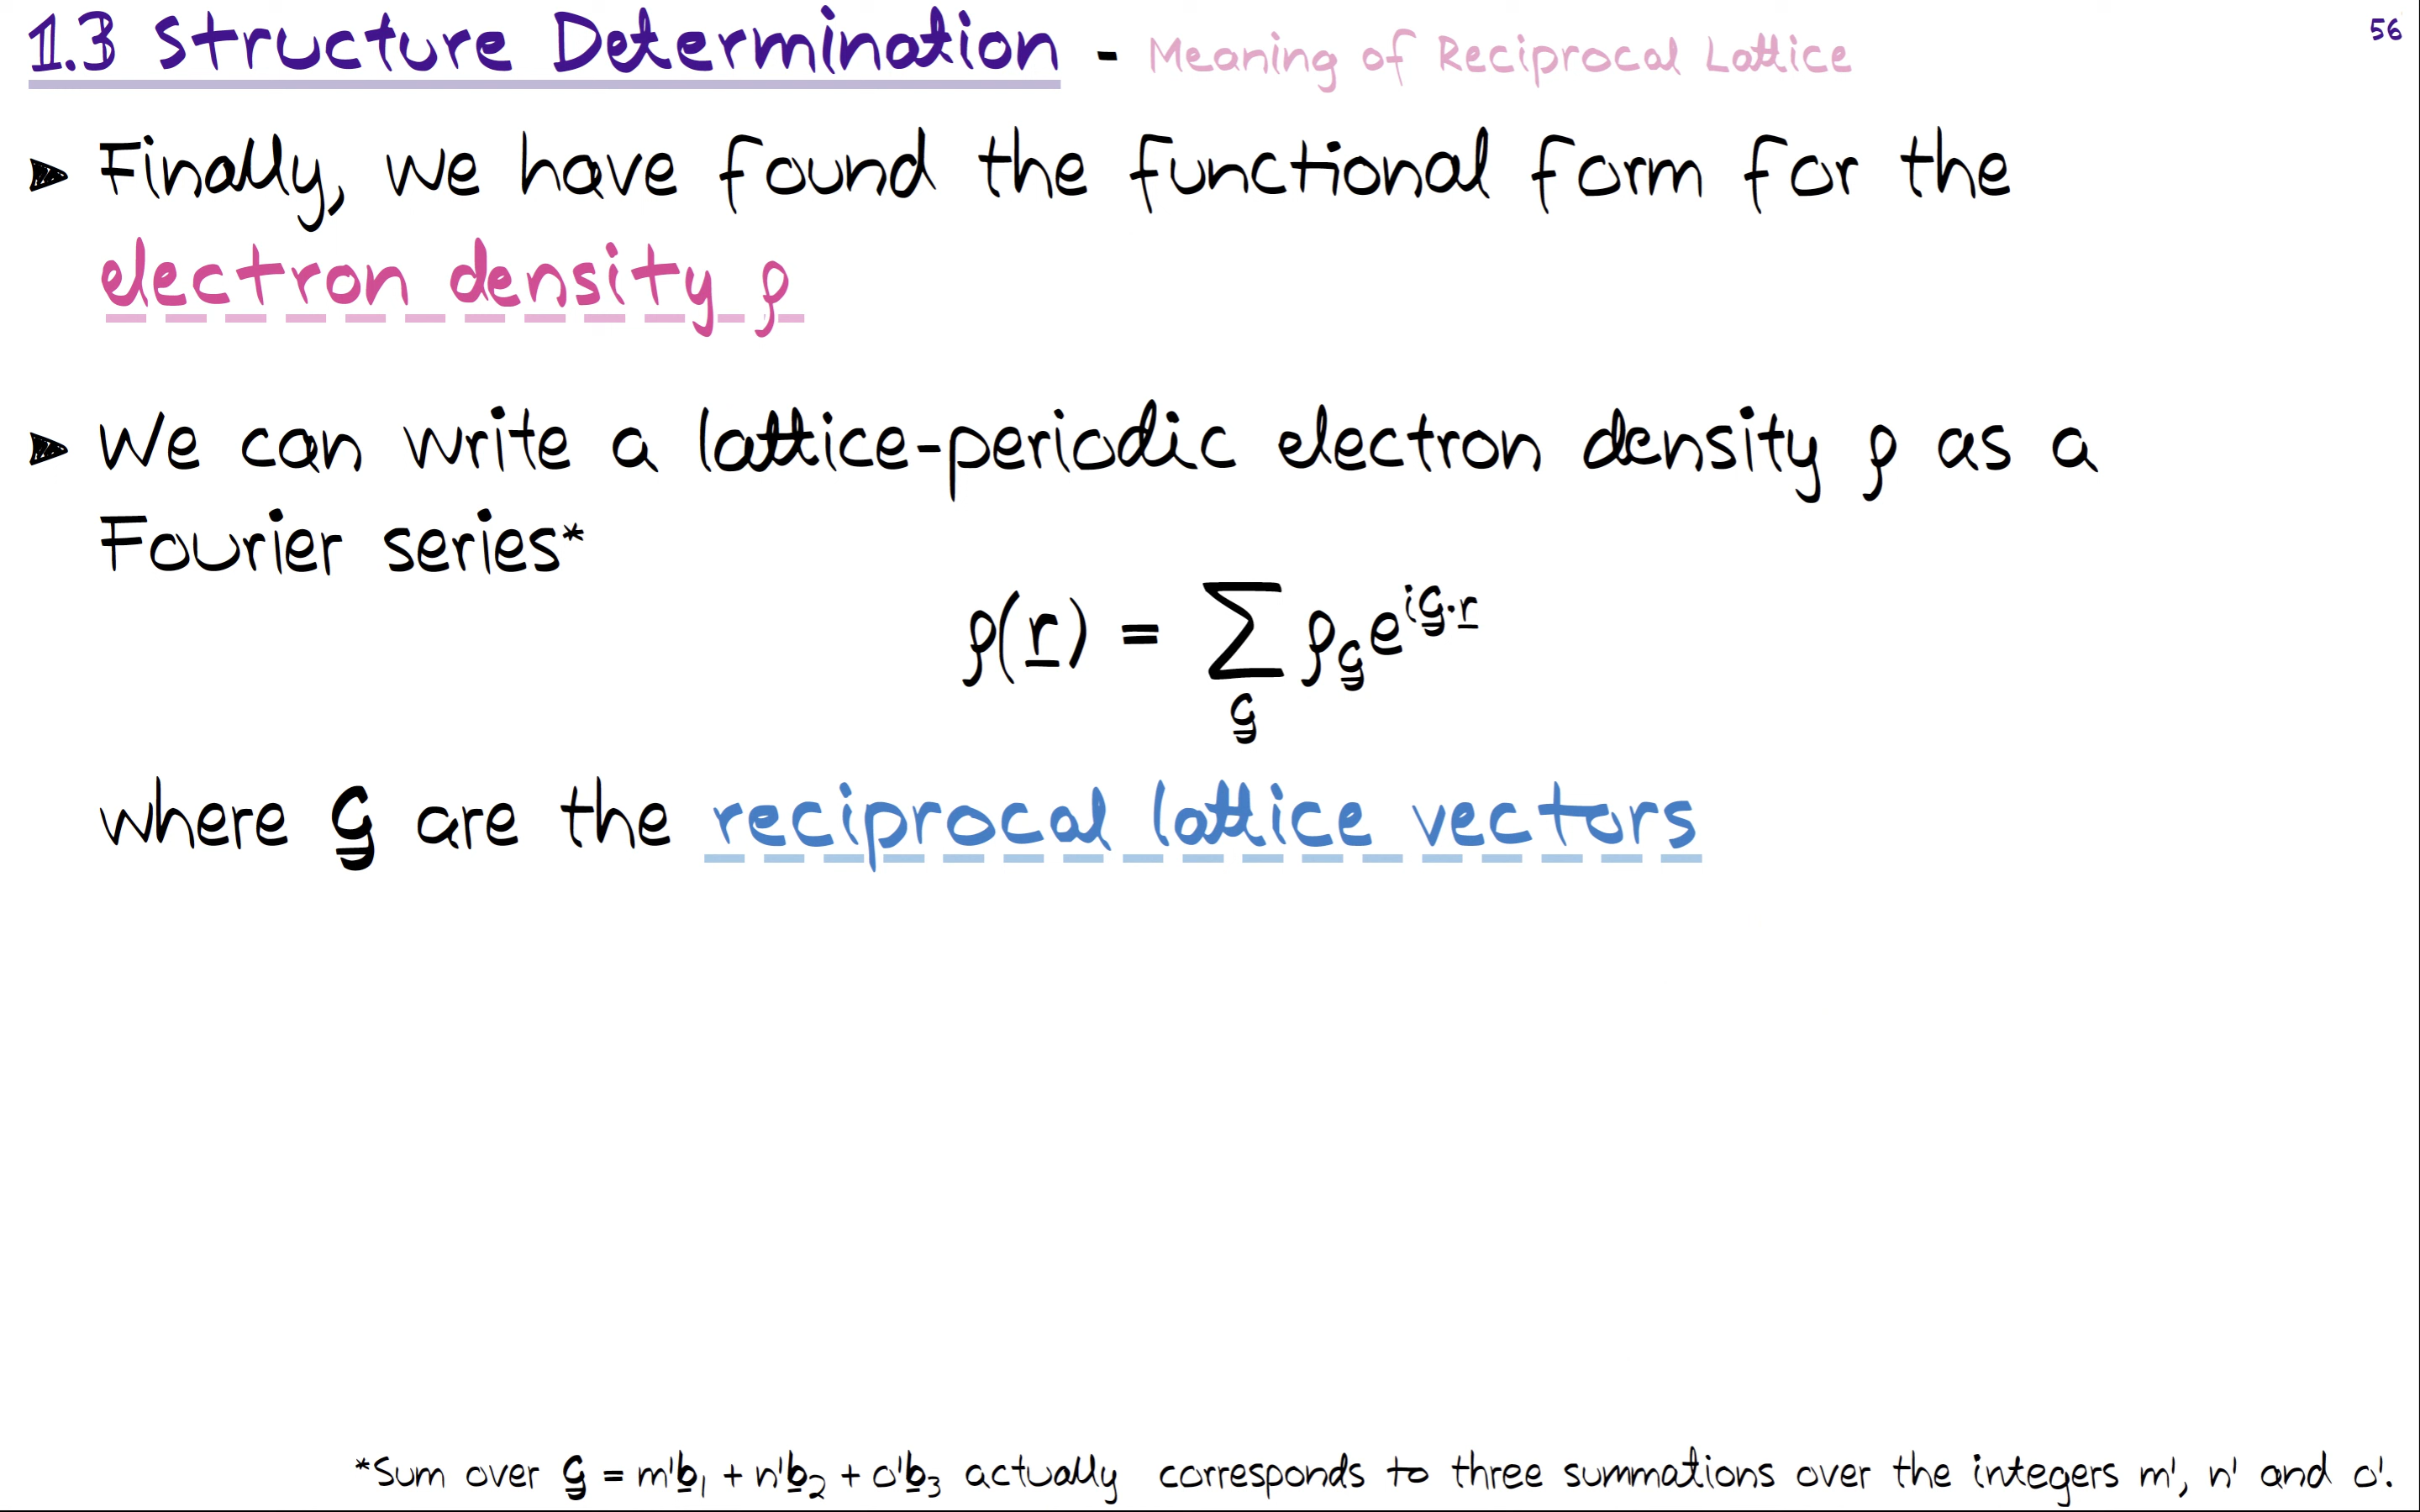 1.3 Structure Determination - Meaning of Reciprocal Lattice
56
Finally, we have found the functional form for the
electron density ρ
We can write a lattice-periodic electron density ρ as a
Fourier series*
ρ(r) = ∑ ρ_G e^{iG·r}
G
where G are the reciprocal lattice vectors
*Sum over G = m'b₁ + n'b₂ + o'b₃ actually corresponds to three summations over the integers m', n' and o'.